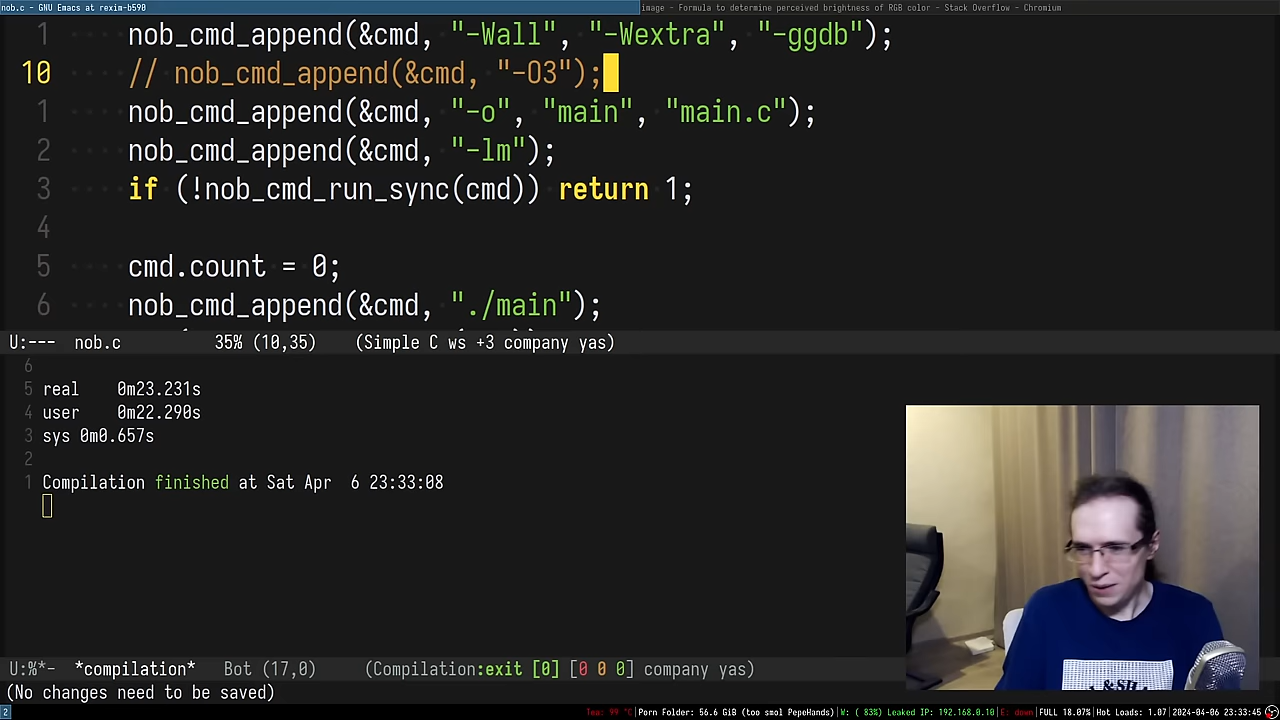 nob.c - GNU Emacs at rexim-b590
image - Formula to determine perceived brightness of RGB color - Stack Overflow - Chromium
1 nob_cmd_append(&cmd, "-Wall", "-Wextra", "-ggdb");
10 // nob_cmd_append(&cmd, "-O3");
1 nob_cmd_append(&cmd, "-o", "main", "main.c");
2 nob_cmd_append(&cmd, "-lm");
3 if (!nob_cmd_run_sync(cmd)) return 1;
4
5 cmd.count = 0;
6 nob_cmd_append(&cmd, "./main");
U:--- nob.c 35% (10,35) (Simple C ws +3 company yas)
6
5 real 0m23.231s
4 user 0m22.290s
3 sys 0m0.657s
2
1 Compilation finished at Sat Apr 6 23:33:08
U:%*- *compilation* Bot (17,0) (Compilation:exit [0] [0 0 0] company yas)
(No changes need to be saved)
2 Tea: 99 °C|Porn Folder: 56.6 GiB (too smol PepeHands)|W: ( 83%) Leaked IP: 192.168.0.10|E: down|FULL 18.07%|Hot Loads: 1.07|2024-04-06 23:33:45